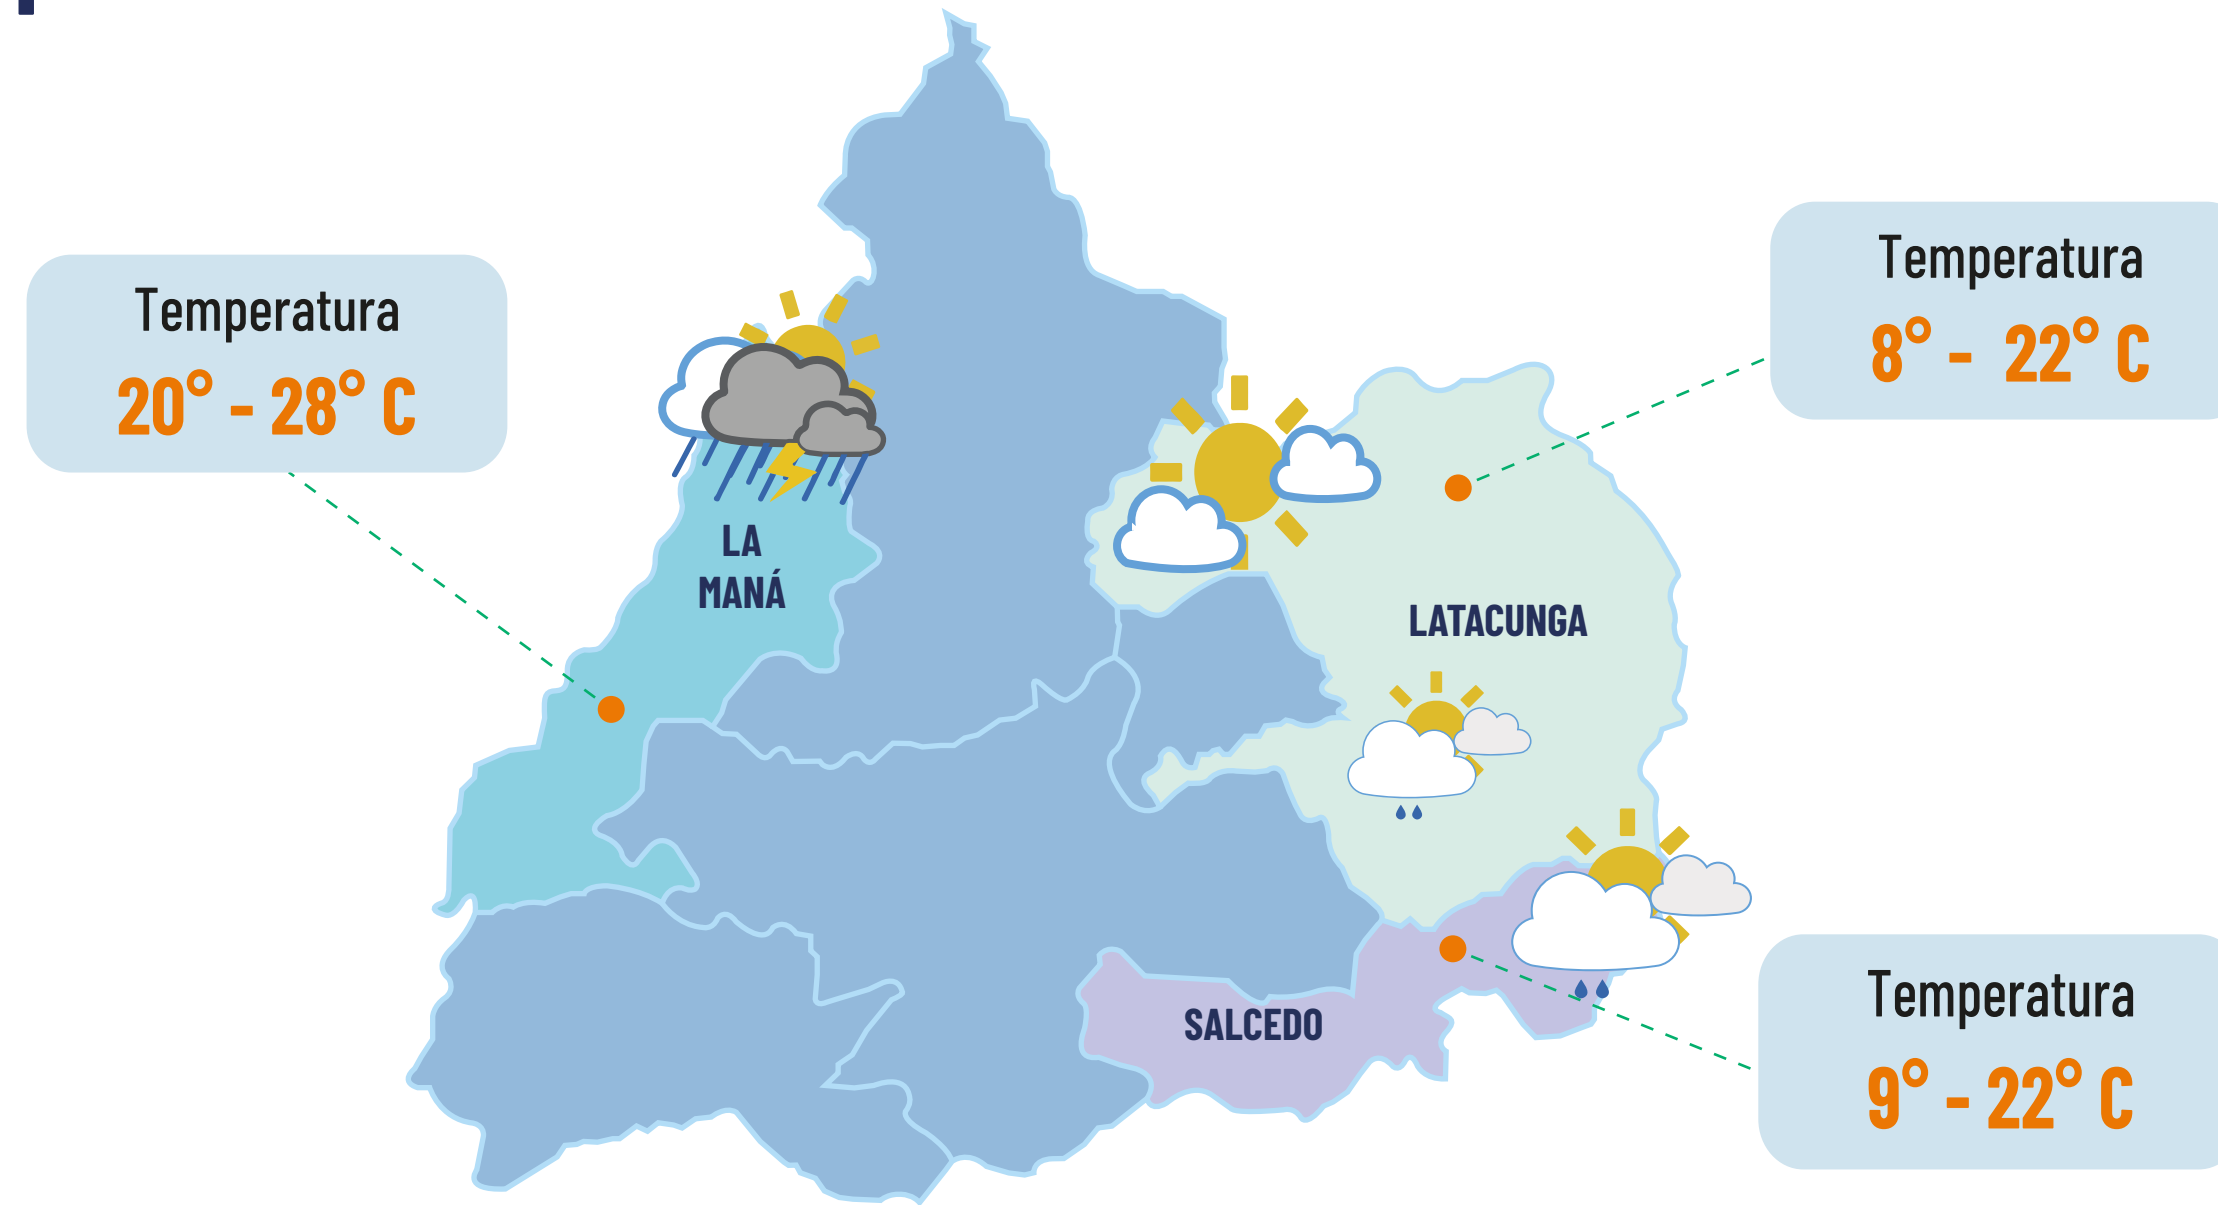 Temperatura
20° - 28° C
Temperatura
8° - 22° C
LA
MANÁ
LATACUNGA
SALCEDO
Temperatura
9° - 22° C